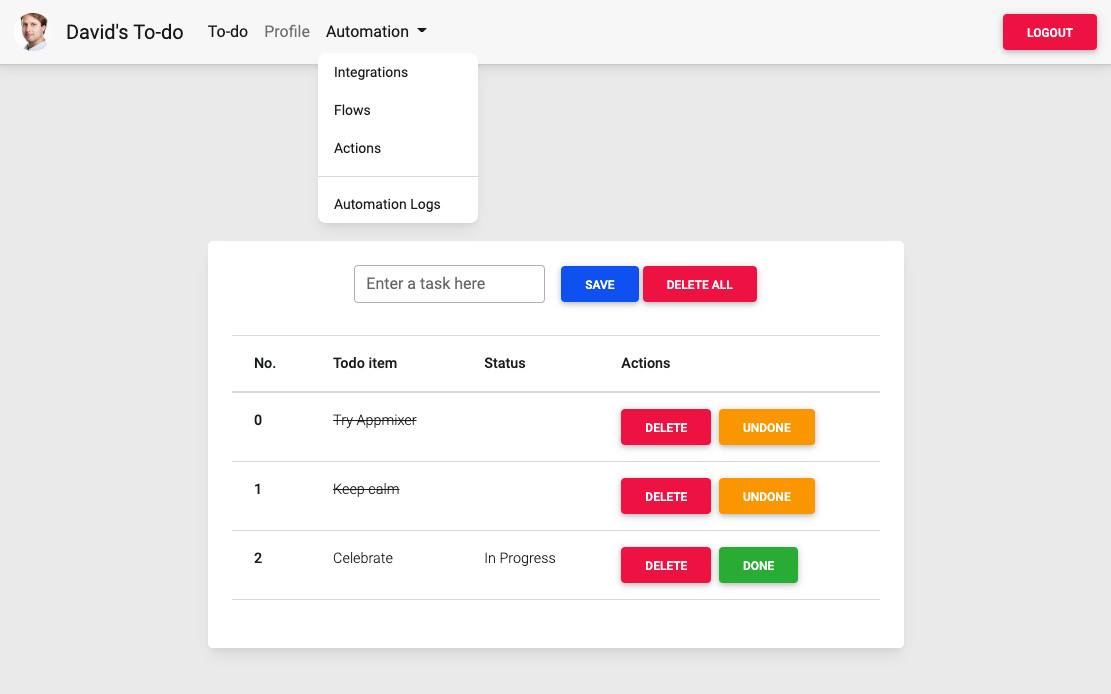 David's To-do To-do Profile Automation LOGOUT
Integrations
Flows
Actions
Automation Logs
Enter a task here SAVE DELETE ALL
No. Todo item Status Actions
0 Try Appmixer DELETE UNDONE
1 Keep calm DELETE UNDONE
2 Celebrate In Progress DELETE DONE